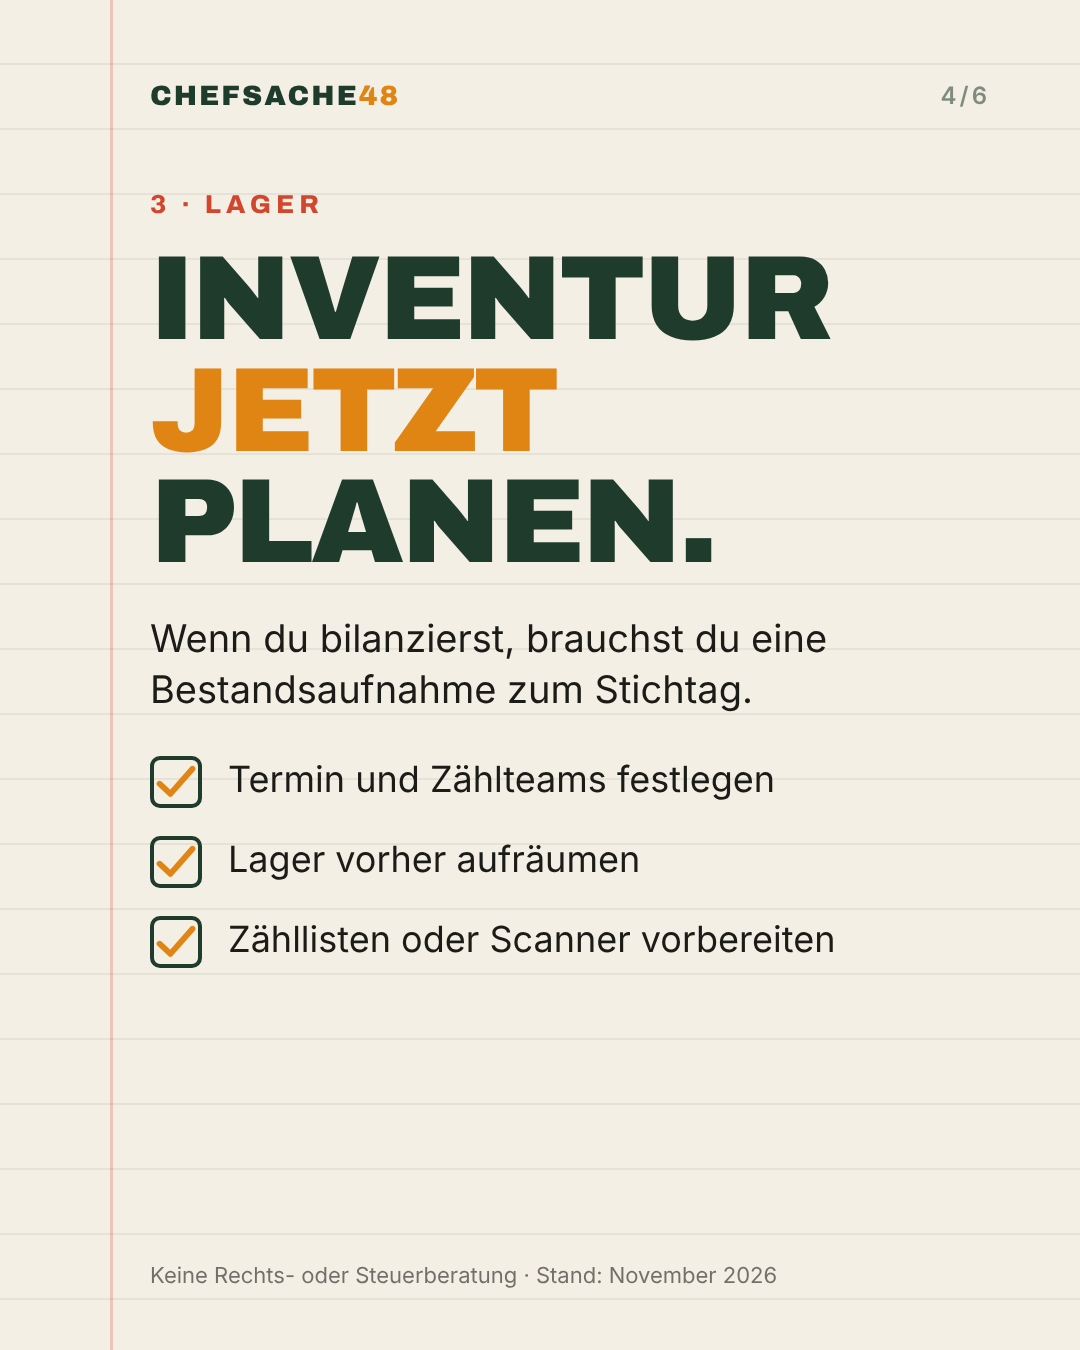 CHEFSACHE48
4/6
3 · LAGER
INVENTUR
JETZT
PLANEN.
Wenn du bilanzierst, brauchst du eine
Bestandsaufnahme zum Stichtag.
Termin und Zählteams festlegen
Lager vorher aufräumen
Zähllisten oder Scanner vorbereiten
Keine Rechts- oder Steuerberatung · Stand: November 2026